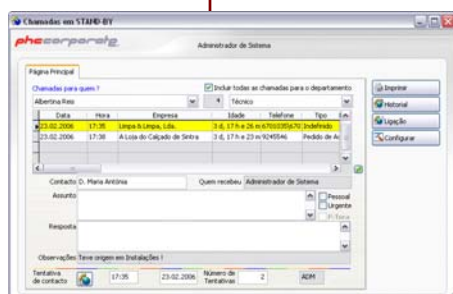 Chamadas em STAND-BY
phccorporate
Administrador de Sistema
Página Principal
Chamadas para quem ?
Incluir todas as chamadas para o departamento
Imprimir
Albertina Reis
4
Técnico
Historial
Data Hora Empresa Idade Telefone Tipo
Ligação
23.02.2006 17:35 Limpa & Limpa, Lda. 3 d, 17 h e 26 m Indefinido
23.02.2006 17:38 A Loja do Calçado de Sintra 3 d, 17 h e 23 m 9245546 Pedido de
Configurar
Contacto D. Maria Antónia
Quem recebeu Administrador de Sistema
Assunto
Pessoal
Urgente
Resposta
Observações Teve origem em Instalações !
Tentativa de contacto
17:35
23.02.2006
Número de Tentativas
2
ADM